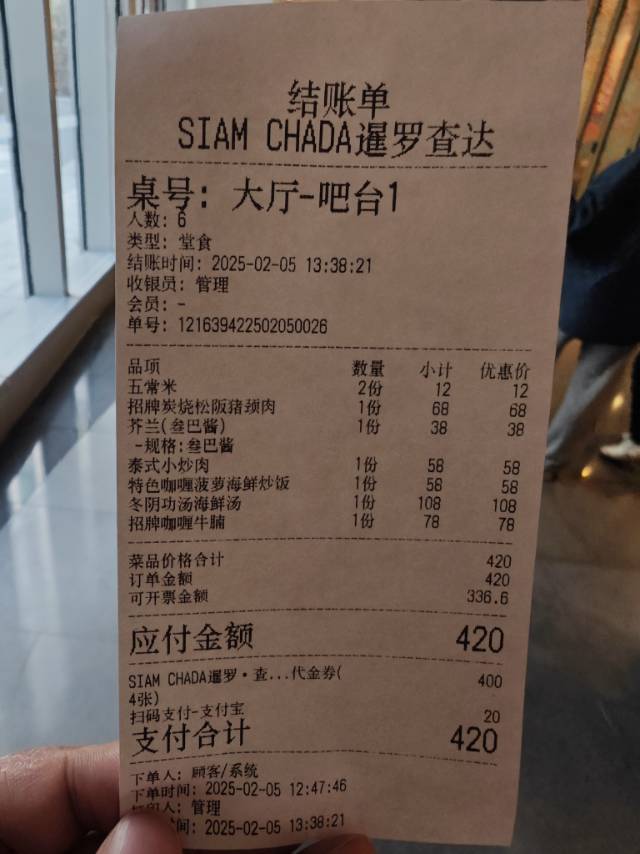 结账单
SIAM CHADA暹罗查达
桌号: 大厅-吧台1
人数: 6
类型: 堂食
结账时间: 2025-02-05 13:38:21
收银员: 管理
会员: -
单号: 121639422502050026
品项 数量 小计 优惠价
五常米 2份 12 12
招牌炭烧松阪猪颈肉 1份 68 68
芥兰(叁巴酱) 1份 38 38
-规格:叁巴酱
泰式小炒肉 1份 58 58
特色咖喱菠萝海鲜炒饭 1份 58 58
冬阴功汤海鲜汤 1份 108 108
招牌咖喱牛腩 1份 78 78
菜品价格合计 420
订单金额 420
可开票金额 336.6
应付金额 420
SIAM CHADA暹罗·查...代金券( 400
4张)
扫码支付-支付宝 20
支付合计 420
下单人: 顾客/系统
下单时间: 2025-02-05 12:47:46
人: 管理
时间: 2025-02-05 13:38:21